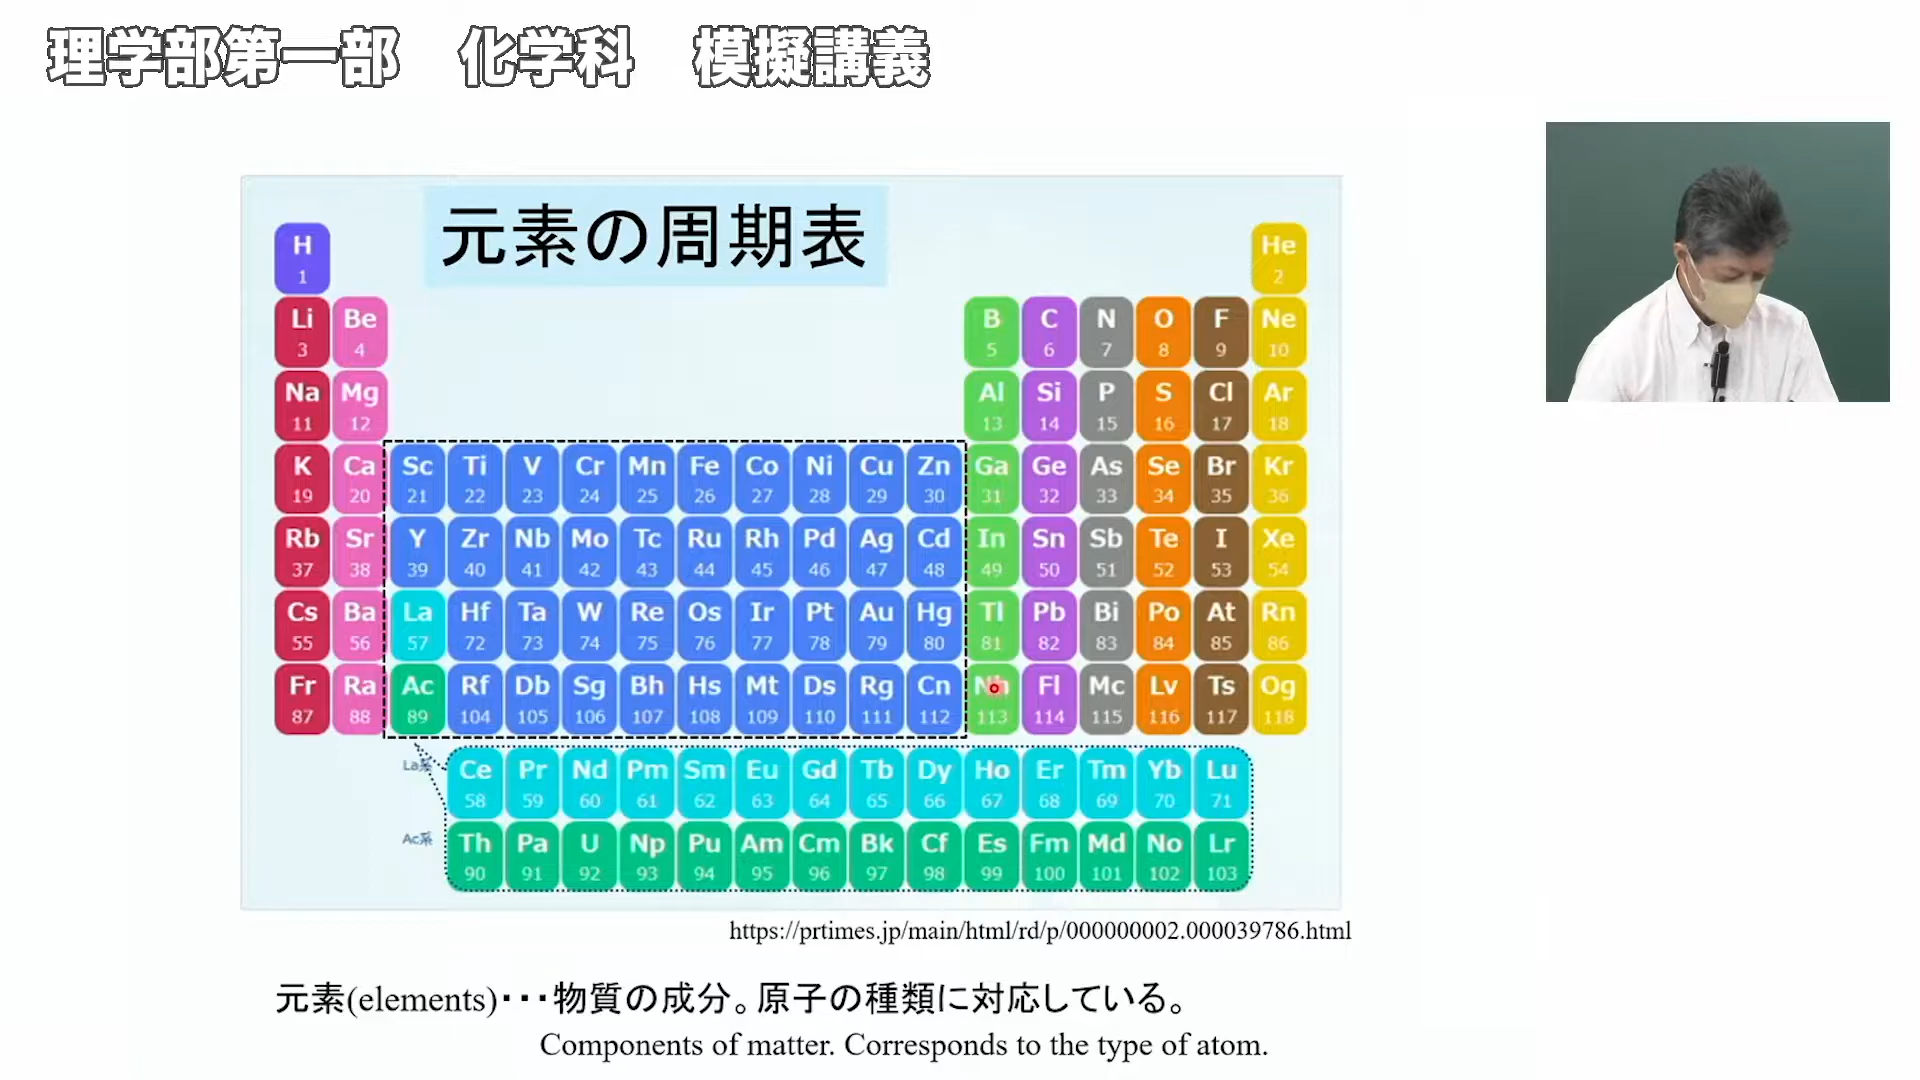 理学部第一部 化学科 模擬講義
元素の周期表
H He
1 2
Li Be B C N O F Ne
3 4 5 6 7 8 9 10
Na Mg Al Si P S Cl Ar
11 12 13 14 15 16 17 18
K Ca Sc Ti V Cr Mn Fe Co Ni Cu Zn Ga Ge As Se Br Kr
19 20 21 22 23 24 25 26 27 28 29 30 31 32 33 34 35 36
Rb Sr Y Zr Nb Mo Tc Ru Rh Pd Ag Cd In Sn Sb Te I Xe
37 38 39 40 41 42 43 44 45 46 47 48 49 50 51 52 53 54
Cs Ba La Hf Ta W Re Os Ir Pt Au Hg Tl Pb Bi Po At Rn
55 56 57 72 73 74 75 76 77 78 79 80 81 82 83 84 85 86
Fr Ra Ac Rf Db Sg Bh Hs Mt Ds Rg Cn Nh Fl Mc Lv Ts Og
87 88 89 104 105 106 107 108 109 110 111 112 113 114 115 116 117 118
La系 Ce Pr Nd Pm Sm Eu Gd Tb Dy Ho Er Tm Yb Lu
58 59 60 61 62 63 64 65 66 67 68 69 70 71
Ac系 Th Pa U Np Pu Am Cm Bk Cf Es Fm Md No Lr
90 91 92 93 94 95 96 97 98 99 100 101 102 103
https://prtimes.jp/main/html/rd/p/000000002.000039786.html
元素(elements)･･･物質の成分。原子の種類に対応している。
Components of matter. Corresponds to the type of atom.